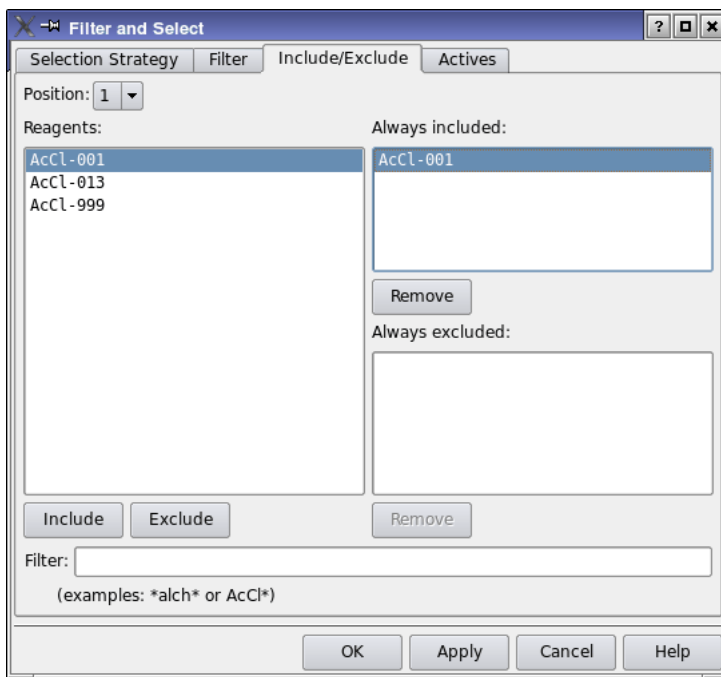 Filter and Select
Selection Strategy Filter Include/Exclude Actives
Position: 1
Reagents:
AcCl-001
AcCl-013
AcCl-999
Include Exclude
Always included:
AcCl-001
Remove
Always excluded:
Remove
Filter:
(examples: *alch* or AcCl*)
OK Apply Cancel Help